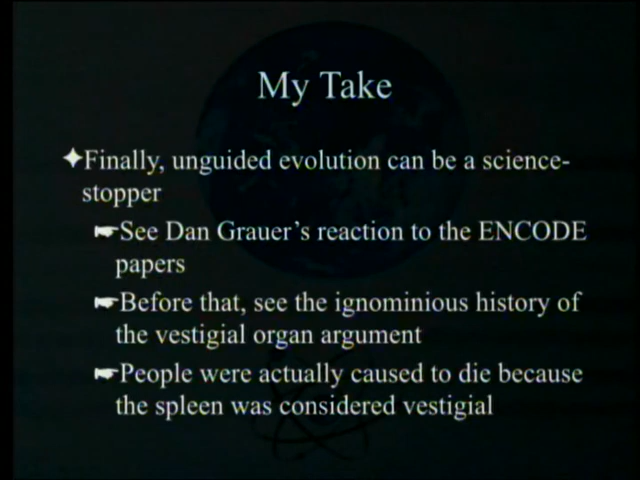 My Take
Finally, unguided evolution can be a science-
stopper
See Dan Grauer's reaction to the ENCODE
papers
Before that, see the ignominious history of
the vestigial organ argument
People were actually caused to die because
the spleen was considered vestigial